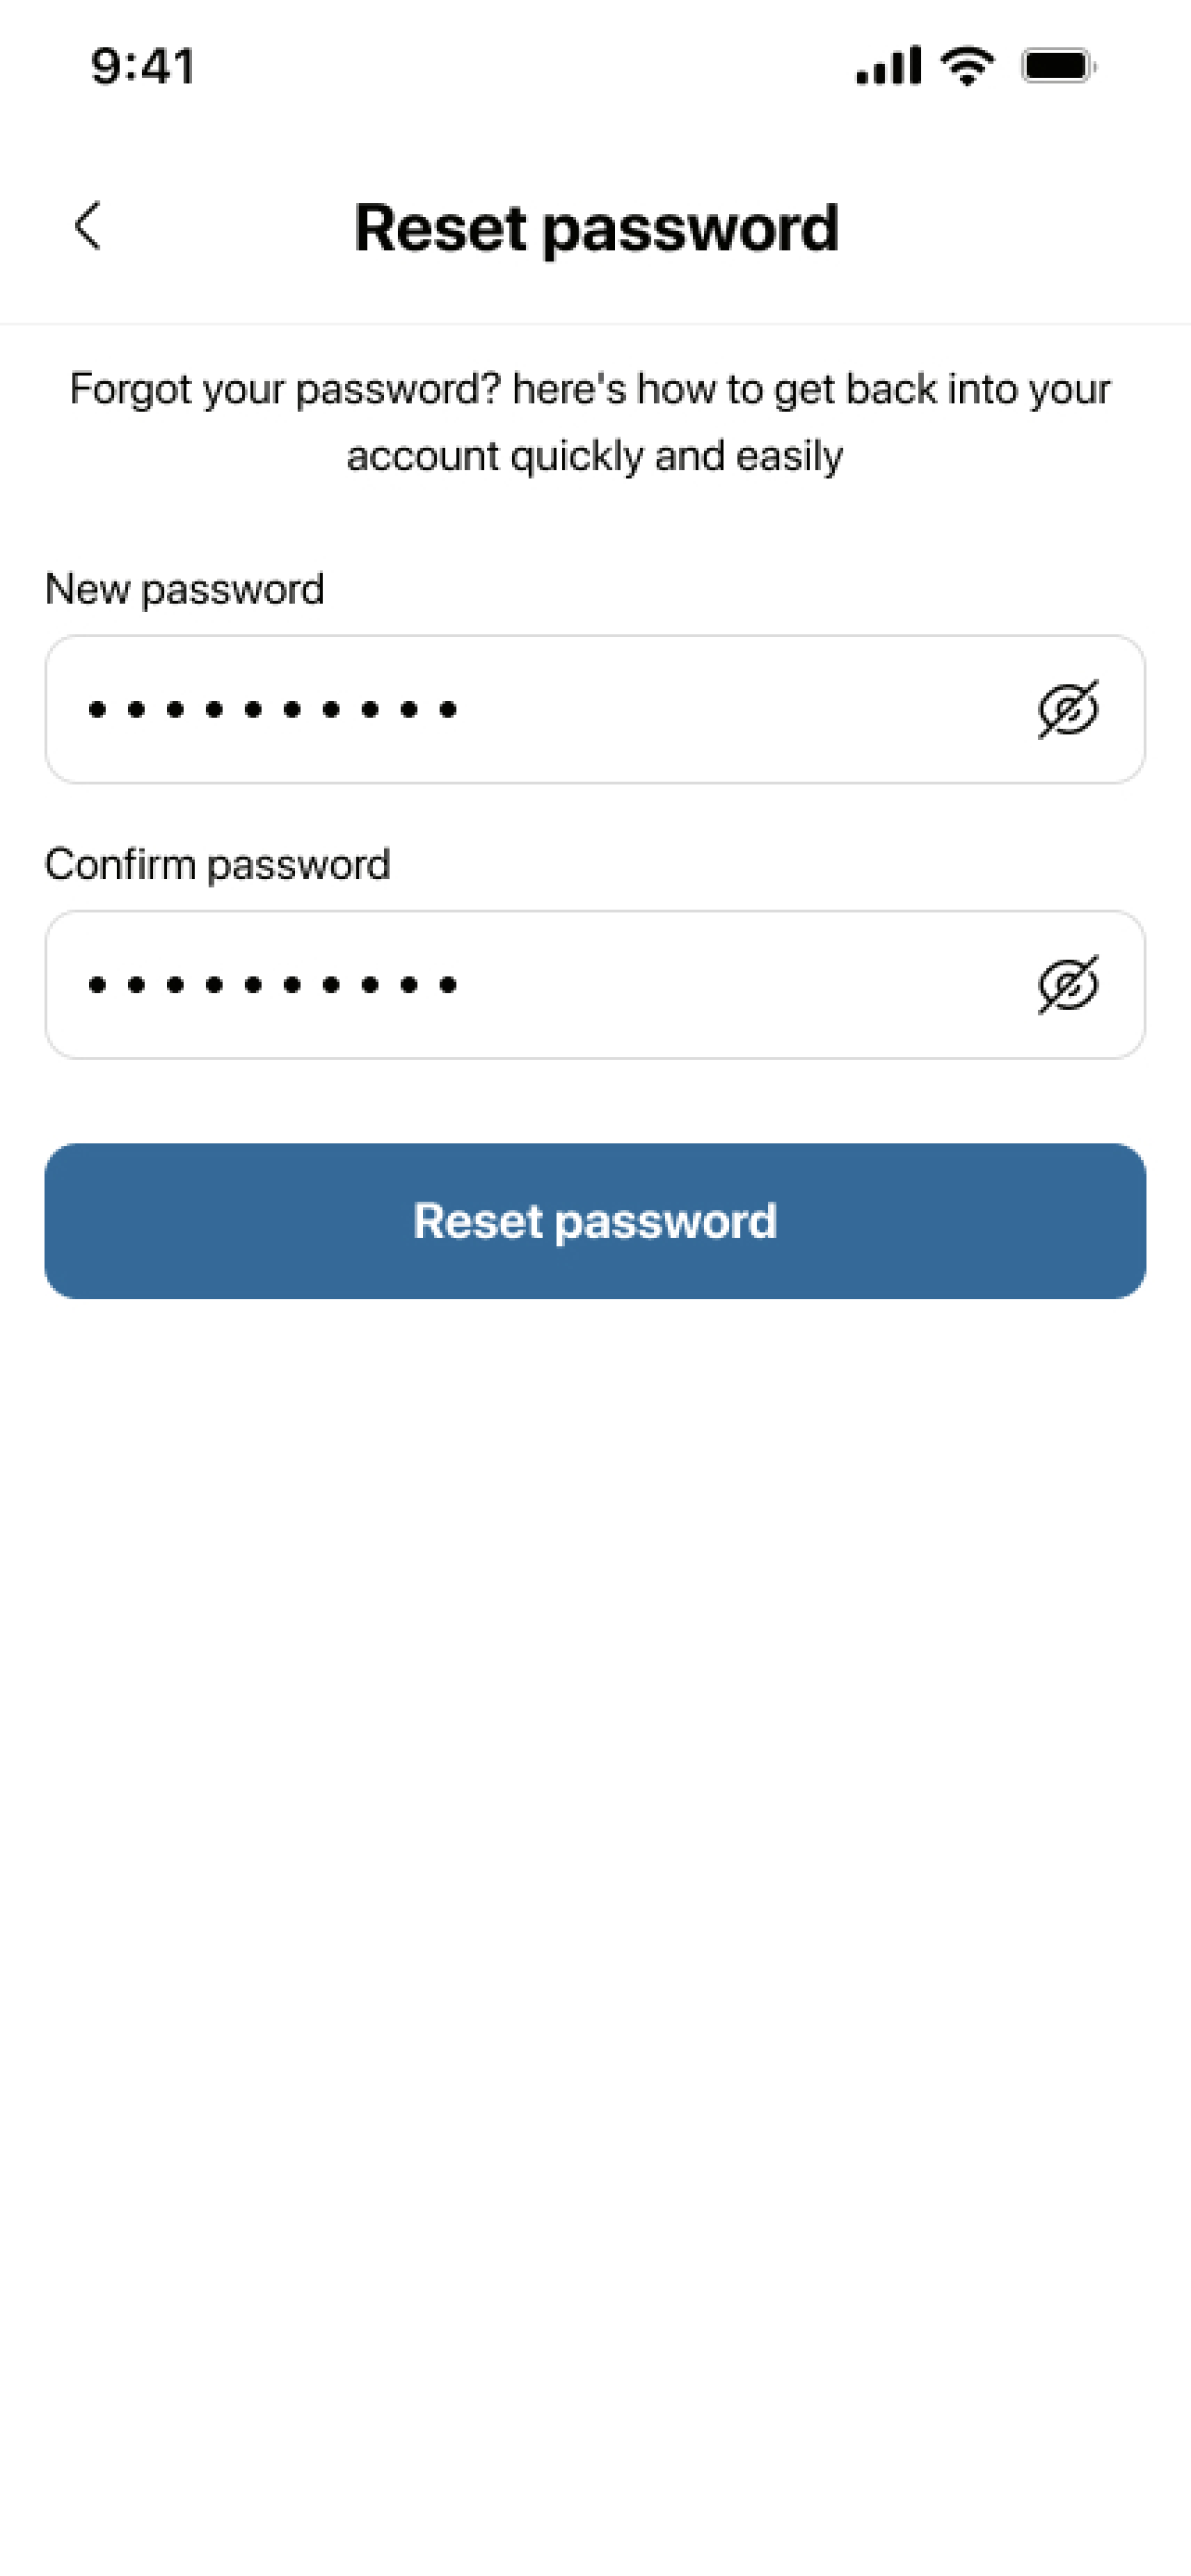 9:41
Reset password
Forgot your password? here's how to get back into your
account quickly and easily
New password
••••••••••
Confirm password
••••••••••
Reset password